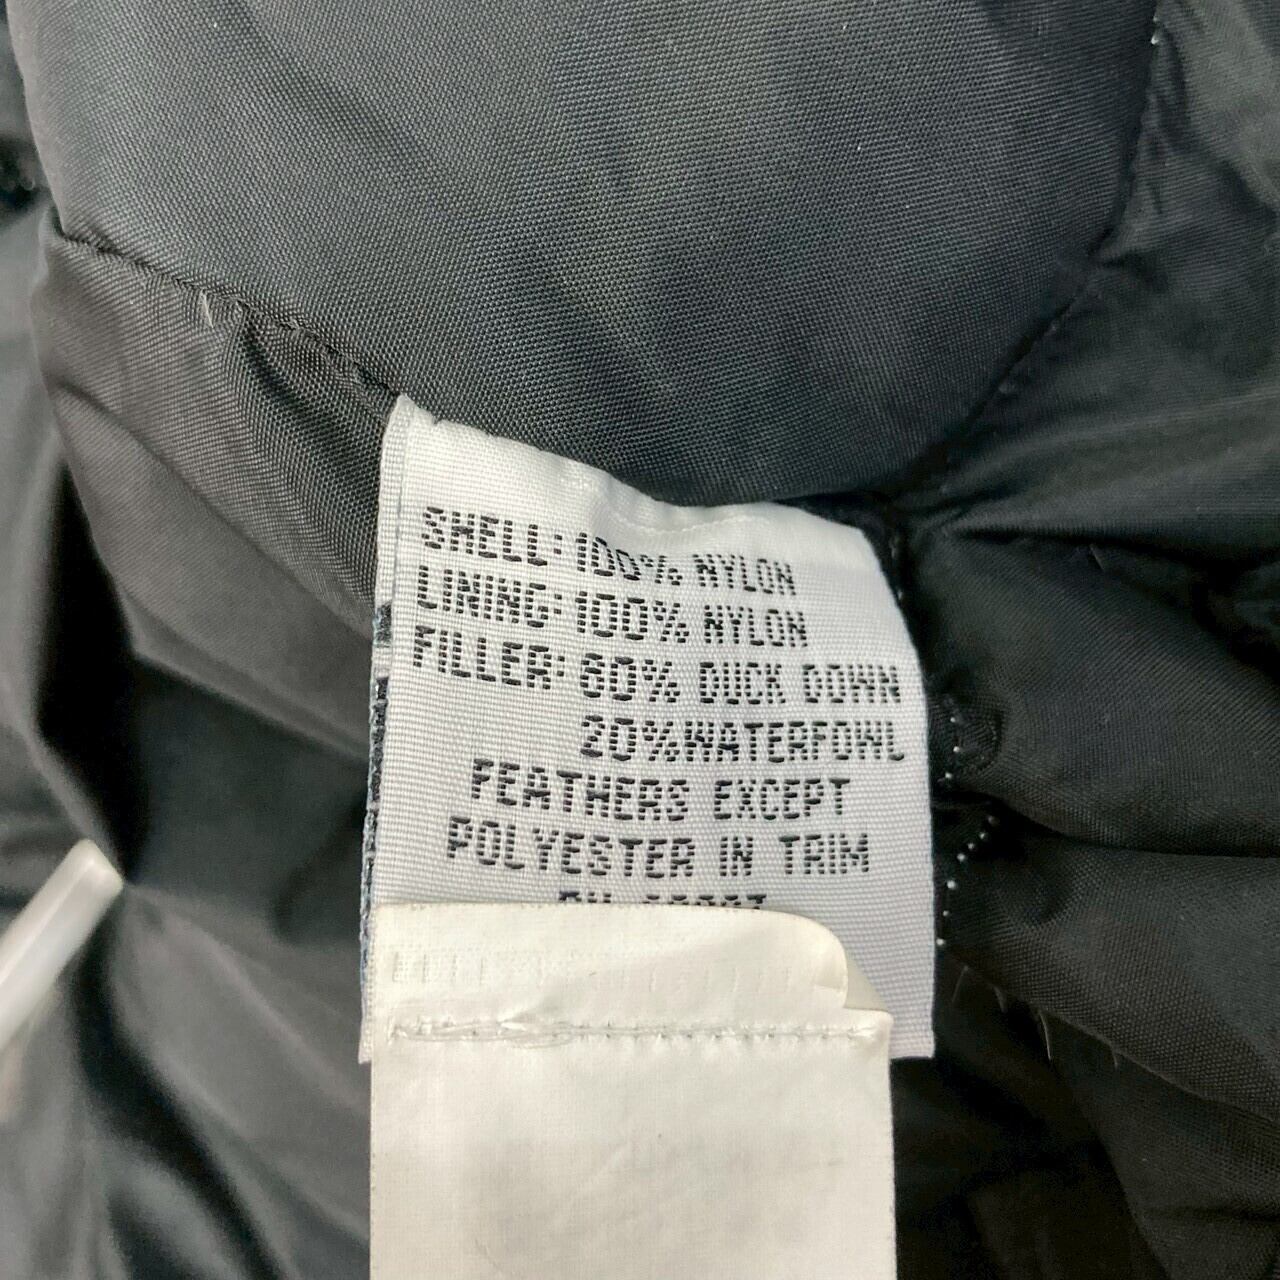 SHELL: 100% NYLON
LINING: 100% NYLON
FILLER: 80% DUCK DOWN
20%WATERFOWL
FEATHERS EXCEPT
POLYESTER IN TRIM